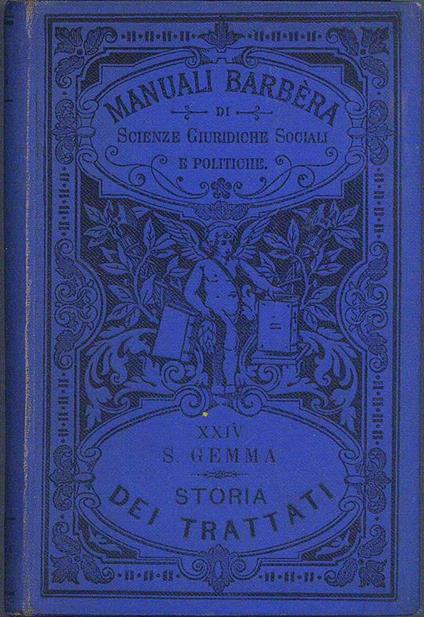 MANUALI BARBÈRA
DI
SCIENZE GIURIDICHE SOCIALI
E POLITICHE.
XXIV
S. GEMMA
STORIA
DEI TRATTATI